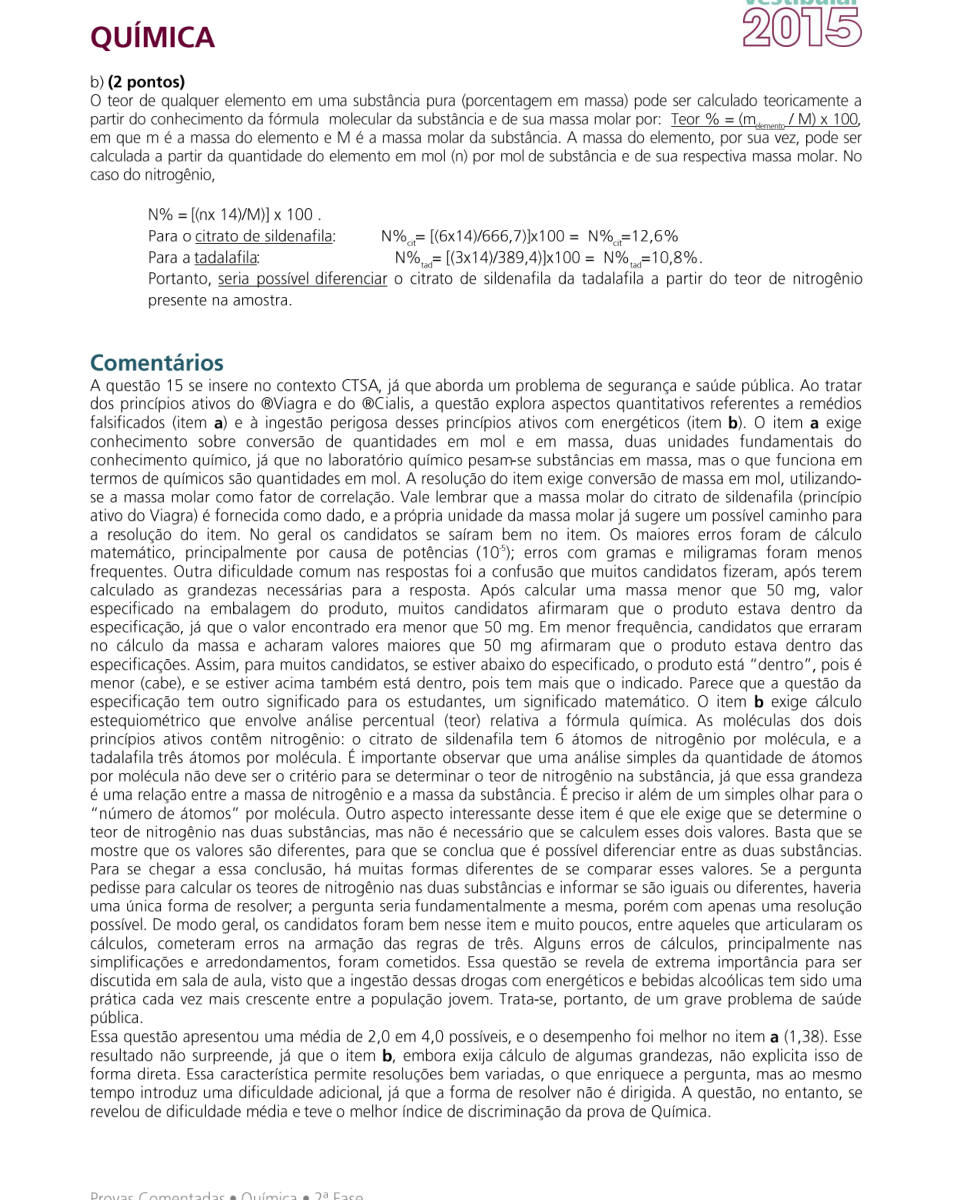 Vestibular
2015
QUÍMICA
b) (2 pontos)
O teor de qualquer elemento em uma substância pura (porcentagem em massa) pode ser calculado teoricamente a
partir do conhecimento da fórmula molecular da substância e de sua massa molar por: Teor % = (m elemento / M) x 100,
em que m é a massa do elemento e M é a massa molar da substância. A massa do elemento, por sua vez, pode ser
calculada a partir da quantidade do elemento em mol (n) por mol de substância e de sua respectiva massa molar. No
caso do nitrogênio,
N% = [(nx 14)/M)] x 100 .
Para o citrato de sildenafila: N%cit= [(6x14)/666,7)]x100 = N%cit=12,6%
Para a tadalafila: N%tad= [(3x14)/389,4)]x100 = N%tad=10,8%.
Portanto, seria possível diferenciar o citrato de sildenafila da tadalafila a partir do teor de nitrogênio
presente na amostra.
Comentários
A questão 15 se insere no contexto CTSA, já que aborda um problema de segurança e saúde pública. Ao tratar
dos princípios ativos do ®Viagra e do ®Cialis, a questão explora aspectos quantitativos referentes a remédios
falsificados (item a) e à ingestão perigosa desses princípios ativos com energéticos (item b). O item a exige
conhecimento sobre conversão de quantidades em mol e em massa, duas unidades fundamentais do
conhecimento químico, já que no laboratório químico pesam-se substâncias em massa, mas o que funciona em
termos de químicos são quantidades em mol. A resolução do item exige conversão de massa em mol, utilizando-
se a massa molar como fator de correlação. Vale lembrar que a massa molar do citrato de sildenafila (princípio
ativo do Viagra) é fornecida como dado, e a própria unidade da massa molar já sugere um possível caminho para
a resolução do item. No geral os candidatos se saíram bem no item. Os maiores erros foram de cálculo
matemático, principalmente por causa de potências (10⁻⁵); erros com gramas e miligramas foram menos
frequentes. Outra dificuldade comum nas respostas foi a confusão que muitos candidatos fizeram, após terem
calculado as grandezas necessárias para a resposta. Após calcular uma massa menor que 50 mg, valor
especificado na embalagem do produto, muitos candidatos afirmaram que o produto estava dentro da
especificação, já que o valor encontrado era menor que 50 mg. Em menor frequência, candidatos que erraram
no cálculo da massa e acharam valores maiores que 50 mg afirmaram que o produto estava dentro das
especificações. Assim, para muitos candidatos, se estiver abaixo do especificado, o produto está “dentro”, pois é
menor (cabe), e se estiver acima também está dentro, pois tem mais que o indicado. Parece que a questão da
especificação tem outro significado para os estudantes, um significado matemático. O item b exige cálculo
estequiométrico que envolve análise percentual (teor) relativa a fórmula química. As moléculas dos dois
princípios ativos contêm nitrogênio: o citrato de sildenafila tem 6 átomos de nitrogênio por molécula, e a
tadalafila três átomos por molécula. É importante observar que uma análise simples da quantidade de átomos
por molécula não deve ser o critério para se determinar o teor de nitrogênio na substância, já que essa grandeza
é uma relação entre a massa de nitrogênio e a massa da substância. É preciso ir além de um simples olhar para o
“número de átomos” por molécula. Outro aspecto interessante desse item é que ele exige que se determine o
teor de nitrogênio nas duas substâncias, mas não é necessário que se calculem esses dois valores. Basta que se
mostre que os valores são diferentes, para que se conclua que é possível diferenciar entre as duas substâncias.
Para se chegar a essa conclusão, há muitas formas diferentes de se comparar esses valores. Se a pergunta
pedisse para calcular os teores de nitrogênio nas duas substâncias e informar se são iguais ou diferentes, haveria
uma única forma de resolver; a pergunta seria fundamentalmente a mesma, porém com apenas uma resolução
possível. De modo geral, os candidatos foram bem nesse item e muito poucos, entre aqueles que articularam os
cálculos, cometeram erros na armação das regras de três. Alguns erros de cálculos, principalmente nas
simplificações e arredondamentos, foram cometidos. Essa questão se revela de extrema importância para ser
discutida em sala de aula, visto que a ingestão dessas drogas com energéticos e bebidas alcoólicas tem sido uma
prática cada vez mais crescente entre a população jovem. Trata-se, portanto, de um grave problema de saúde
pública.
Essa questão apresentou uma média de 2,0 em 4,0 possíveis, e o desempenho foi melhor no item a (1,38). Esse
resultado não surpreende, já que o item b, embora exija cálculo de algumas grandezas, não explicita isso de
forma direta. Essa característica permite resoluções bem variadas, o que enriquece a pergunta, mas ao mesmo
tempo introduz uma dificuldade adicional, já que a forma de resolver não é dirigida. A questão, no entanto, se
revelou de dificuldade média e teve o melhor índice de discriminação da prova de Química.
Provas Comentadas • Química • 2ª Fase